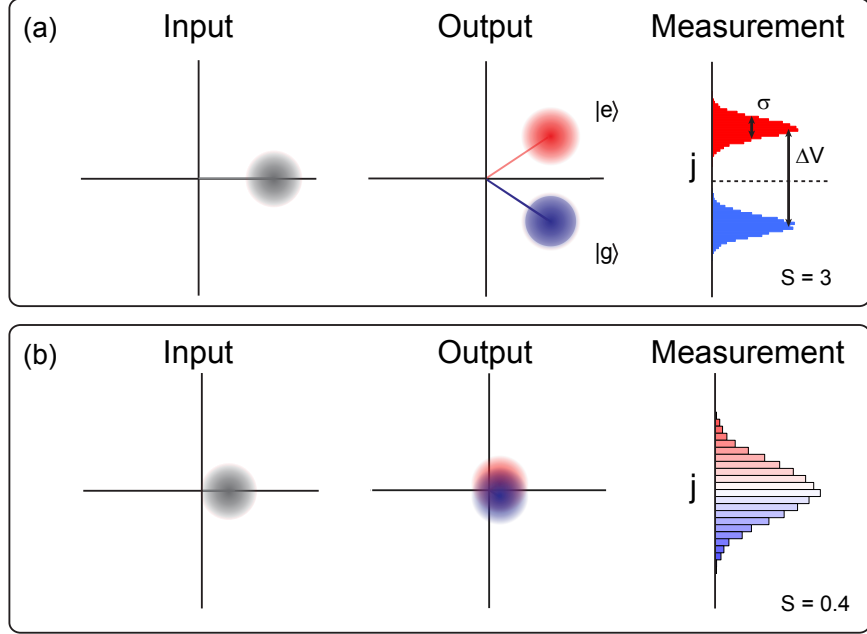 (a) Input Output Measurement
|e⟩
σ
j
ΔV
|g⟩
S = 3
(b) Input Output Measurement
j
S = 0.4